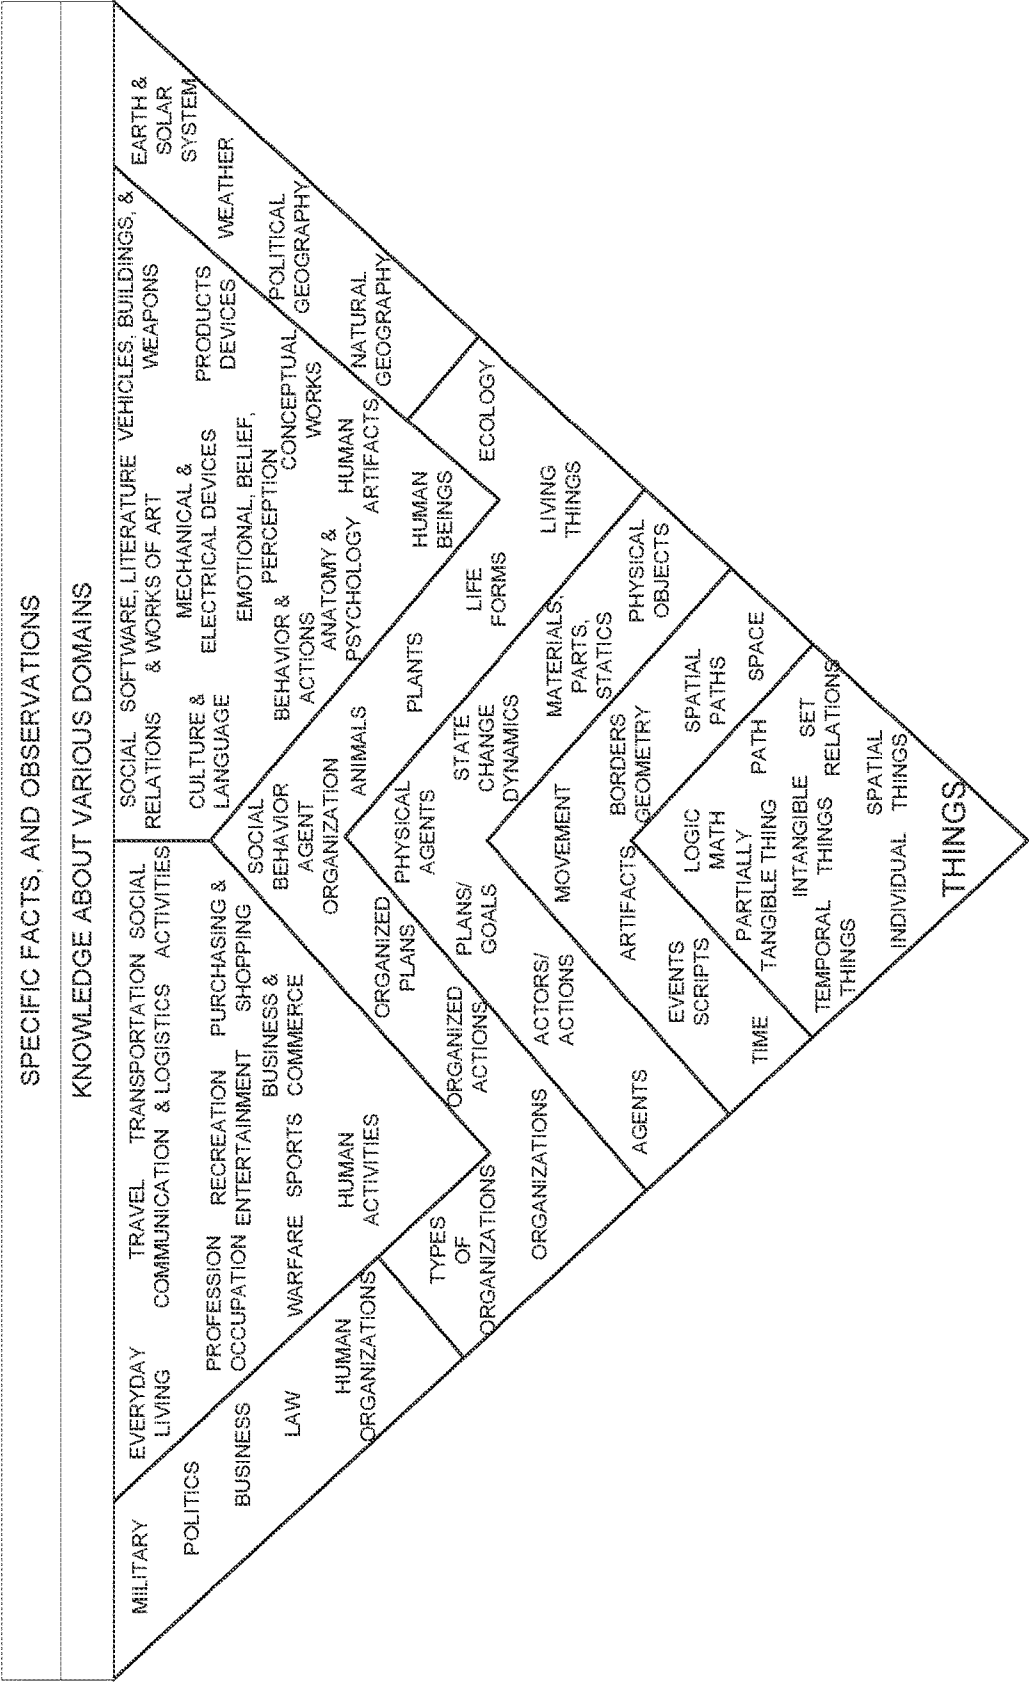 SPECIFIC FACTS, AND OBSERVATIONS
KNOWLEDGE ABOUT VARIOUS DOMAINS
MILITARY
POLITICS
BUSINESS
LAW
HUMAN
ORGANIZATIONS
EVERYDAY
LIVING
TRAVEL
COMMUNICATION
TRANSPORTATION
& LOGISTICS
SOCIAL
ACTIVITIES
PROFESSION
OCCUPATION
RECREATION
ENTERTAINMENT
PURCHASING &
SHOPPING
WARFARE
SPORTS
BUSINESS &
COMMERCE
HUMAN
ACTIVITIES
SOCIAL
RELATIONS
SOFTWARE, LITERATURE
& WORKS OF ART
VEHICLES, BUILDINGS, &
WEAPONS
CULTURE &
LANGUAGE
MECHANICAL &
ELECTRICAL DEVICES
PRODUCTS
DEVICES
EMOTIONAL, BELIEF,
PERCEPTION
BEHAVIOR &
ACTIONS
CONCEPTUAL
WORKS
ANATOMY &
PSYCHOLOGY
HUMAN
ARTIFACTS
HUMAN
BEINGS
EARTH &
SOLAR
SYSTEM
WEATHER
POLITICAL
GEOGRAPHY
NATURAL
GEOGRAPHY
SOCIAL
BEHAVIOR
AGENT
ORGANIZATION
ORGANIZED
PLANS
ORGANIZED
ACTIONS
TYPES
OF
ORGANIZATIONS
ORGANIZATIONS
ANIMALS
PLANTS
LIFE
FORMS
ECOLOGY
LIVING
THINGS
PHYSICAL
AGENTS
PLANS/
GOALS
STATE
CHANGE
DYNAMICS
ACTORS/
ACTIONS
MOVEMENT
MATERIALS,
PARTS,
STATICS
AGENTS
PHYSICAL
OBJECTS
ARTIFACTS
BORDERS
GEOMETRY
EVENTS
SCRIPTS
SPATIAL
PATHS
TIME
SPACE
LOGIC
MATH
PATH
PARTIALLY
TANGIBLE THING
INTANGIBLE
THINGS
SET
RELATIONS
TEMPORAL
THINGS
SPATIAL
THINGS
INDIVIDUAL
THINGS